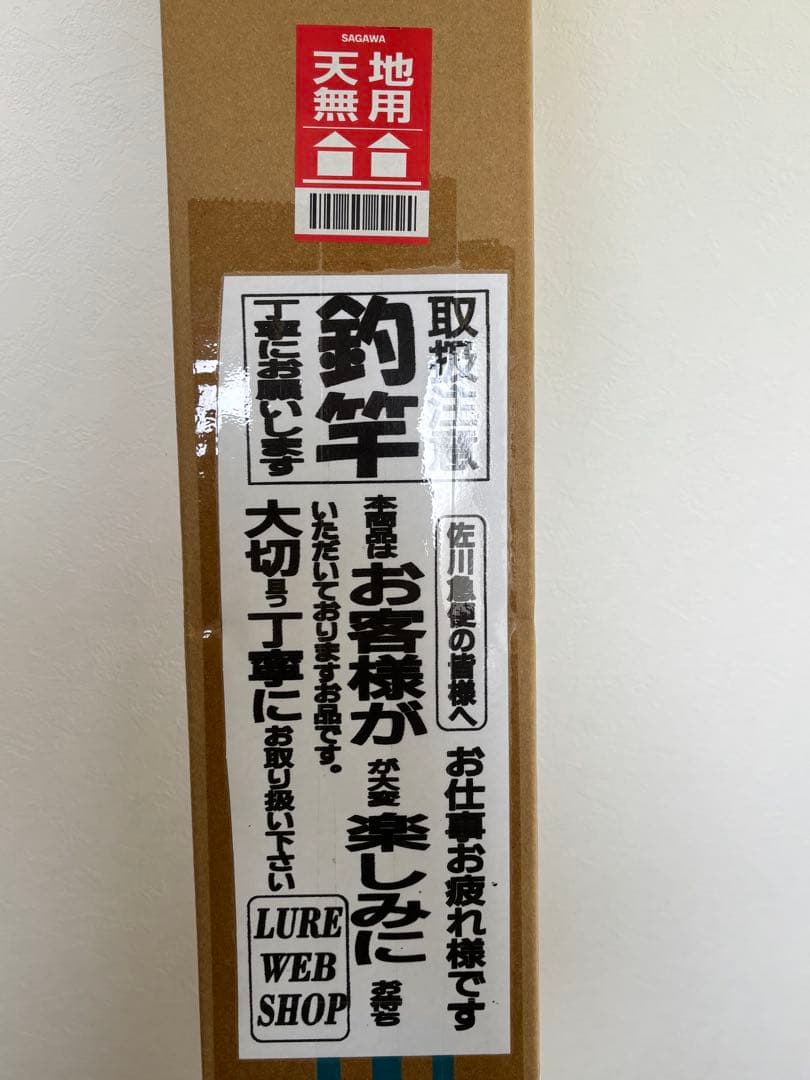 SAGAWA
天地
無用
取扱注意
釣竿
丁寧にお願いします
佐川急便の皆様へ
お仕事お疲れ様です
本商品はお客様がが大変楽しみにお待ち
いただいておりますお品です。
大切且つ丁寧にお取り扱い下さい
LURE
WEB
SHOP